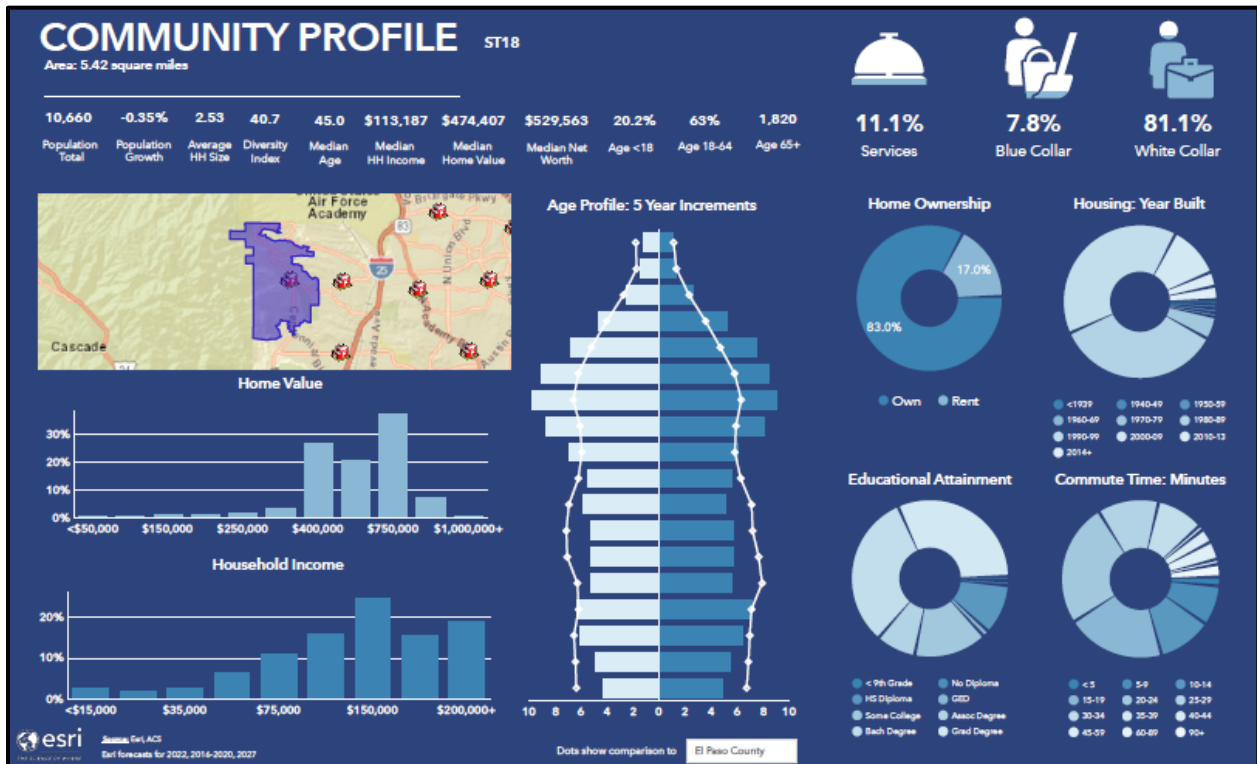 COMMUNITY PROFILE ST18
Area: 5.42 square miles
10,660 -0.35% 2.53 40.7 45.0 $113,187 $474,407 $529,563 20.2% 63% 1,820
Population Total
Population Growth
Average HH Size
Diversity Index
Median Age
Median HH Income
Median Home Value
Median Net Worth
Age <18
Age 18-64
Age 65+
11.1%
Services
7.8%
Blue Collar
81.1%
White Collar
Air Force
Academy
83
25
N Union Blvd
Cascade
Home Value
30%
20%
10%
0%
<$50,000 $150,000 $250,000 $400,000 $750,000 $1,000,000+
Household Income
20%
10%
0%
<$15,000 $35,000 $75,000 $150,000 $200,000+
Age Profile: 5 Year Increments
10 8 6 4 2 0 2 4 6 8 10
Dots show comparison to El Paso County
Home Ownership
17.0%
83.0%
Own Rent
Housing: Year Built
<1939 1940-49 1950-59
1960-69 1970-79 1980-89
1990-99 2000-09 2010-13
2014+
Educational Attainment
< 9th Grade No Diploma
HS Diploma GED
Some College Assoc Degree
Bach Degree Grad Degree
Commute Time: Minutes
< 5 5-9 10-14
15-19 20-24 25-29
30-34 35-39 40-44
45-59 60-89 90+
esri
THE SCIENCE OF WHERE
Source: Esri, ACS
Esri forecasts for 2022, 2016-2020, 2027